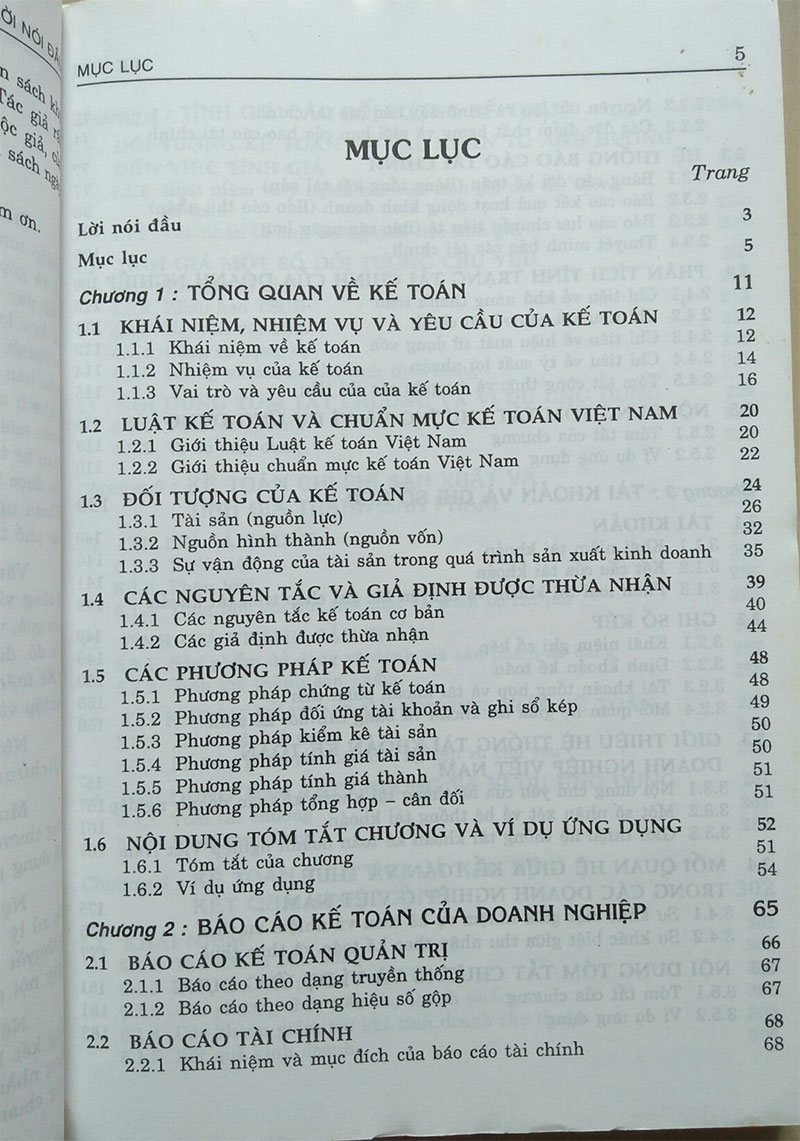 ỜI NÓI ĐẦ
MỤC LỤC 5
MỤC LỤC
Trang
Lời nói đầu 3
Mục lục 5
Chương 1 : TỔNG QUAN VỀ KẾ TOÁN 11
1.1 KHÁI NIỆM, NHIỆM VỤ VÀ YÊU CẦU CỦA KẾ TOÁN 12
1.1.1 Khái niệm về kế toán 12
1.1.2 Nhiệm vụ của kế toán 14
1.1.3 Vai trò và yêu cầu của của kế toán 16
1.2 LUẬT KẾ TOÁN VÀ CHUẨN MỰC KẾ TOÁN VIỆT NAM 20
1.2.1 Giới thiệu Luật kế toán Việt Nam 20
1.2.2 Giới thiệu chuẩn mực kế toán Việt Nam 22
1.3 ĐỐI TƯỢNG CỦA KẾ TOÁN 24
1.3.1 Tài sản (nguồn lực) 26
1.3.2 Nguồn hình thành (nguồn vốn) 32
1.3.3 Sự vận động của tài sản trong quá trình sản xuất kinh doanh 35
1.4 CÁC NGUYÊN TẮC VÀ GIẢ ĐỊNH ĐƯỢC THỪA NHẬN 39
1.4.1 Các nguyên tắc kế toán cơ bản 40
1.4.2 Các giả định được thừa nhận 44
1.5 CÁC PHƯƠNG PHÁP KẾ TOÁN 48
1.5.1 Phương pháp chứng từ kế toán 48
1.5.2 Phương pháp đối ứng tài khoản và ghi sổ kép 49
1.5.3 Phương pháp kiểm kê tài sản 50
1.5.4 Phương pháp tính giá tài sản 50
1.5.5 Phương pháp tính giá thành 51
1.5.6 Phương pháp tổng hợp – cân đối 51
1.6 NỘI DUNG TÓM TẮT CHƯƠNG VÀ VÍ DỤ ỨNG DỤNG 52
1.6.1 Tóm tắt của chương 51
1.6.2 Ví dụ ứng dụng 54
Chương 2 : BÁO CÁO KẾ TOÁN CỦA DOANH NGHIỆP 65
2.1 BÁO CÁO KẾ TOÁN QUẢN TRỊ 66
2.1.1 Báo cáo theo dạng truyền thống 67
2.1.2 Báo cáo theo dạng hiệu số gộp 67
2.2 BÁO CÁO TÀI CHÍNH 68
2.2.1 Khái niệm và mục đích của báo cáo tài chính 68